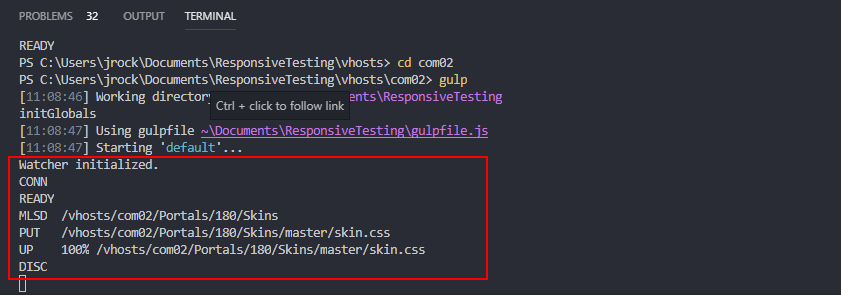 PROBLEMS 32 OUTPUT TERMINAL
READY
PS C:\Users\jrock\Documents\ResponsiveTesting\vhosts> cd com02
PS C:\Users\jrock\Documents\ResponsiveTesting\vhosts\com02> gulp
[11:08:46] Working directory ents\ResponsiveTesting
Ctrl + click to follow link
initGlobals
[11:08:47] Using gulpfile ~\Documents\ResponsiveTesting\gulpfile.js
[11:08:47] Starting 'default'...
Watcher initialized.
CONN
READY
MLSD /vhosts/com02/Portals/180/Skins
PUT /vhosts/com02/Portals/180/Skins/master/skin.css
UP 100% /vhosts/com02/Portals/180/Skins/master/skin.css
DISC